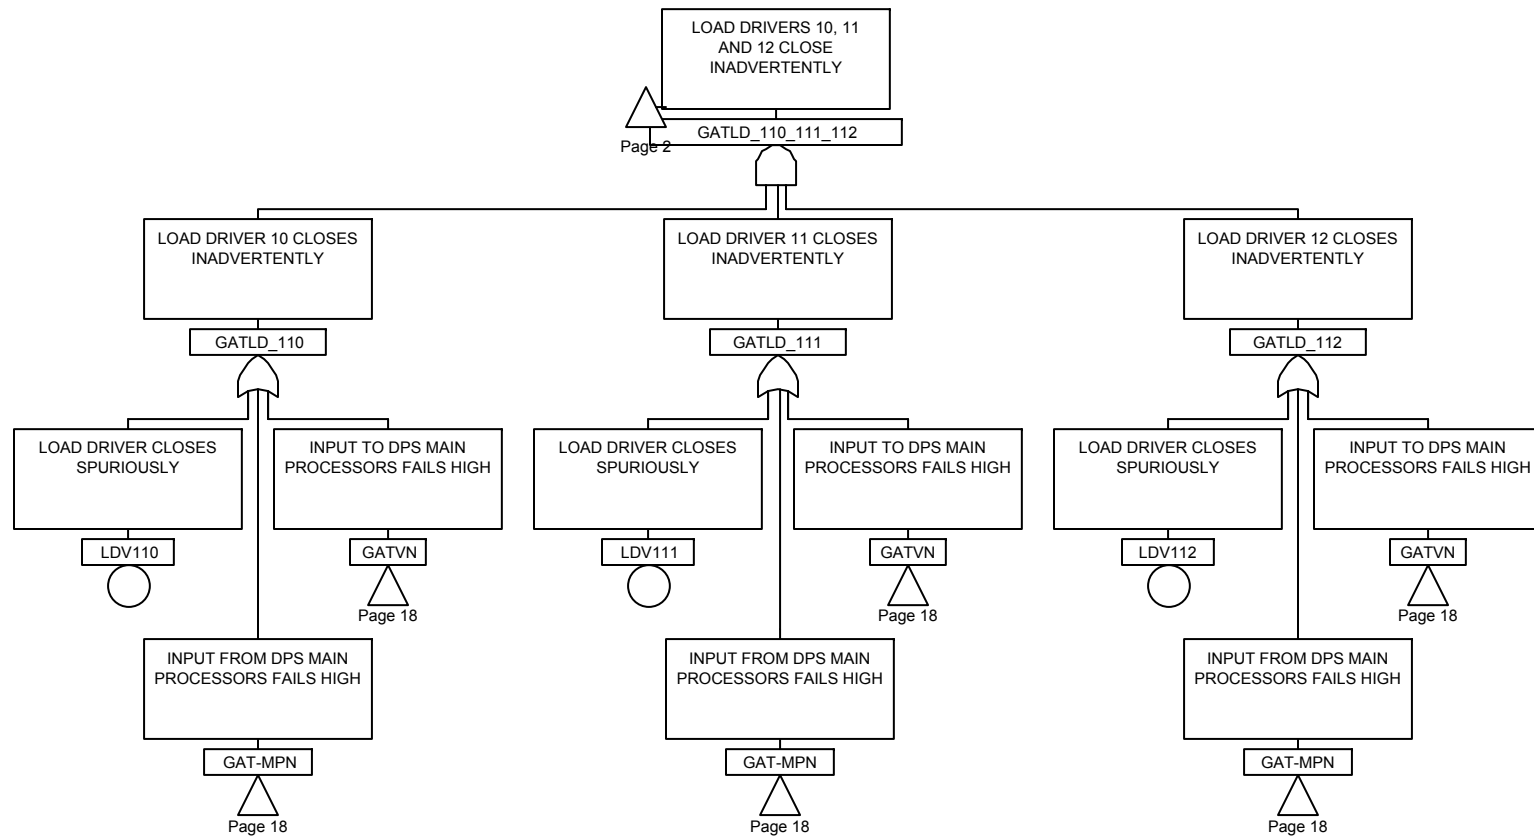 LOAD DRIVERS 10, 11
AND 12 CLOSE
INADVERTENTLY
GATLD_110_111_112
Page 2
LOAD DRIVER 10 CLOSES
INADVERTENTLY
GATLD_110
LOAD DRIVER 11 CLOSES
INADVERTENTLY
GATLD_111
LOAD DRIVER 12 CLOSES
INADVERTENTLY
GATLD_112
LOAD DRIVER CLOSES
SPURIOUSLY
LDV110
INPUT TO DPS MAIN
PROCESSORS FAILS HIGH
GATVN
Page 18
LOAD DRIVER CLOSES
SPURIOUSLY
LDV111
INPUT TO DPS MAIN
PROCESSORS FAILS HIGH
GATVN
Page 18
LOAD DRIVER CLOSES
SPURIOUSLY
LDV112
INPUT TO DPS MAIN
PROCESSORS FAILS HIGH
GATVN
Page 18
INPUT FROM DPS MAIN
PROCESSORS FAILS HIGH
GAT-MPN
Page 18
INPUT FROM DPS MAIN
PROCESSORS FAILS HIGH
GAT-MPN
Page 18
INPUT FROM DPS MAIN
PROCESSORS FAILS HIGH
GAT-MPN
Page 18